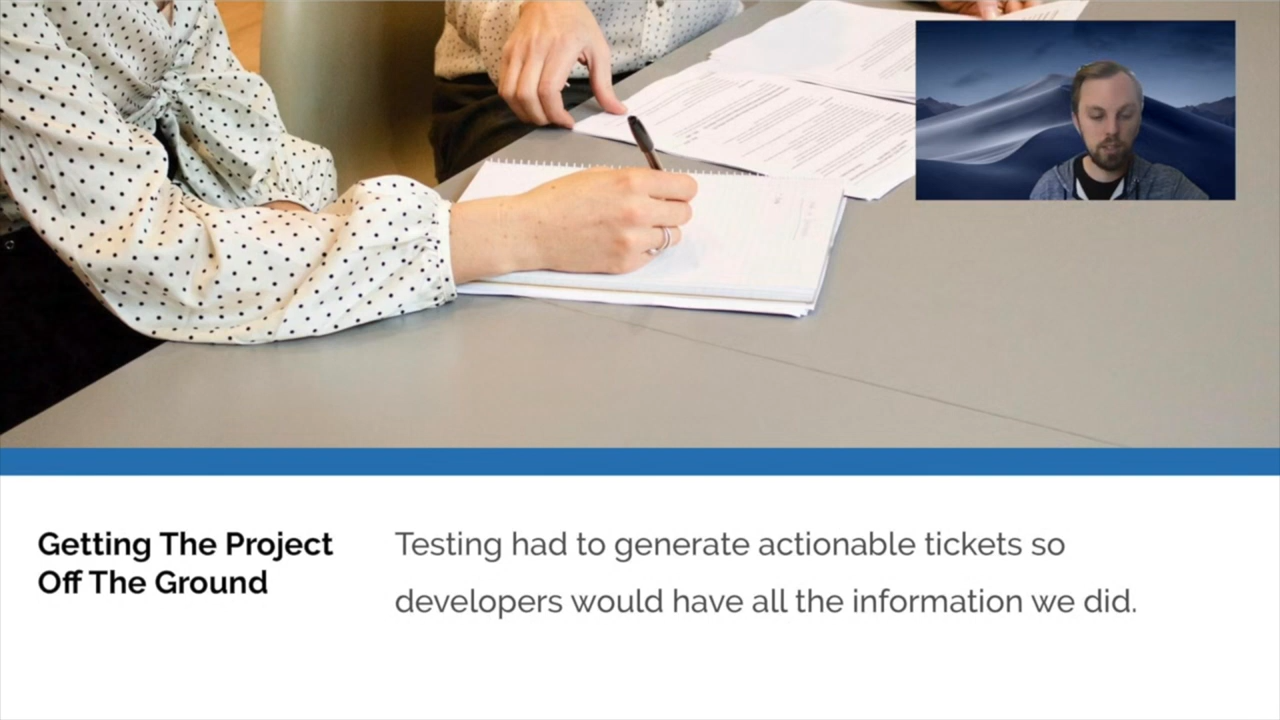 Getting The Project
Off The Ground
Testing had to generate actionable tickets so
developers would have all the information we did.